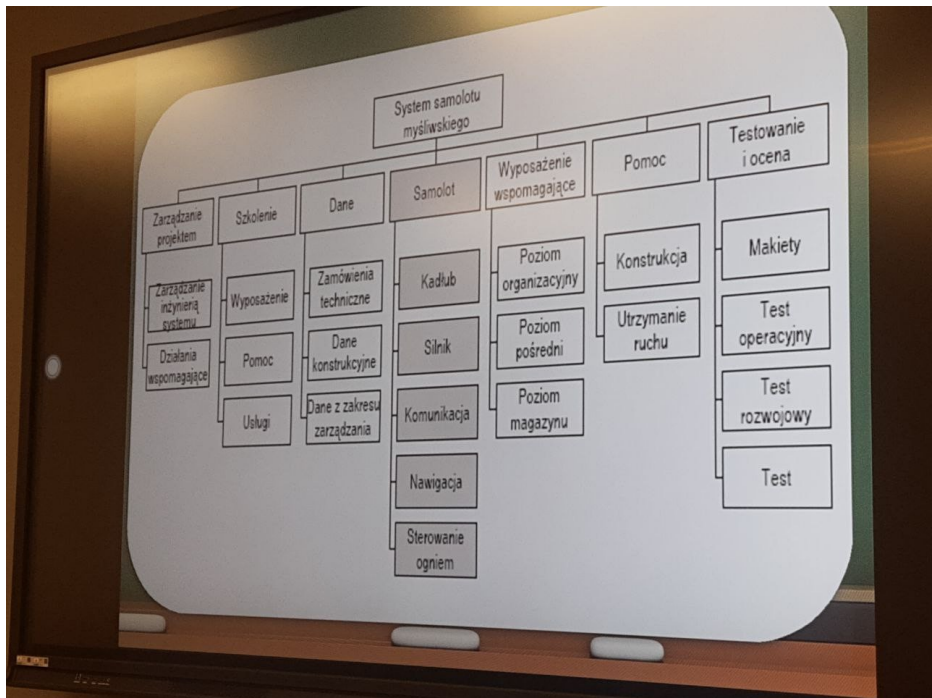 System samolotu
myśliwskiego
Zarządzanie
projektem
Szkolenie
Dane
Samolot
Wyposażenie
wspomagające
Pomoc
Testowanie
i ocena
Zarządzanie
inżynierią
systemu
Działania
wspomagające
Wyposażenie
Pomoc
Usługi
Zamówienia
techniczne
Dane
konstrukcyjne
Dane z zakresu
zarządzania
Kadłub
Silnik
Komunikacja
Nawigacja
Sterowanie
ogniem
Poziom
organizacyjny
Poziom
pośredni
Poziom
magazynu
Konstrukcja
Utrzymanie
ruchu
Makiety
Test
operacyjny
Test
rozwojowy
Test